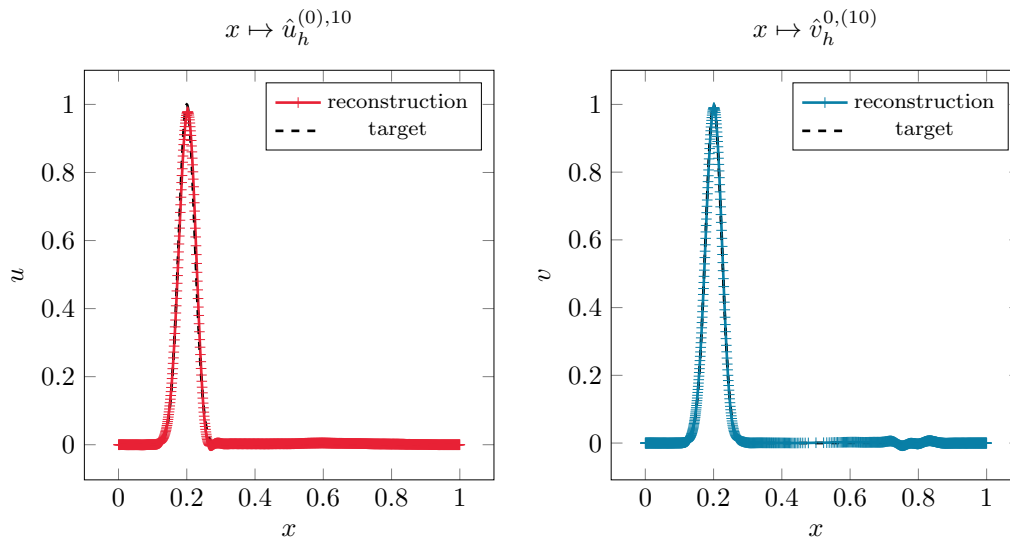 x ↦ û_h^{(0),10}
reconstruction
target
1
0.8
0.6
0.4
0.2
0
u
0 0.2 0.4 0.6 0.8 1
x
x ↦ v̂_h^{0,(10)}
reconstruction
target
1
0.8
0.6
0.4
0.2
0
v
0 0.2 0.4 0.6 0.8 1
x